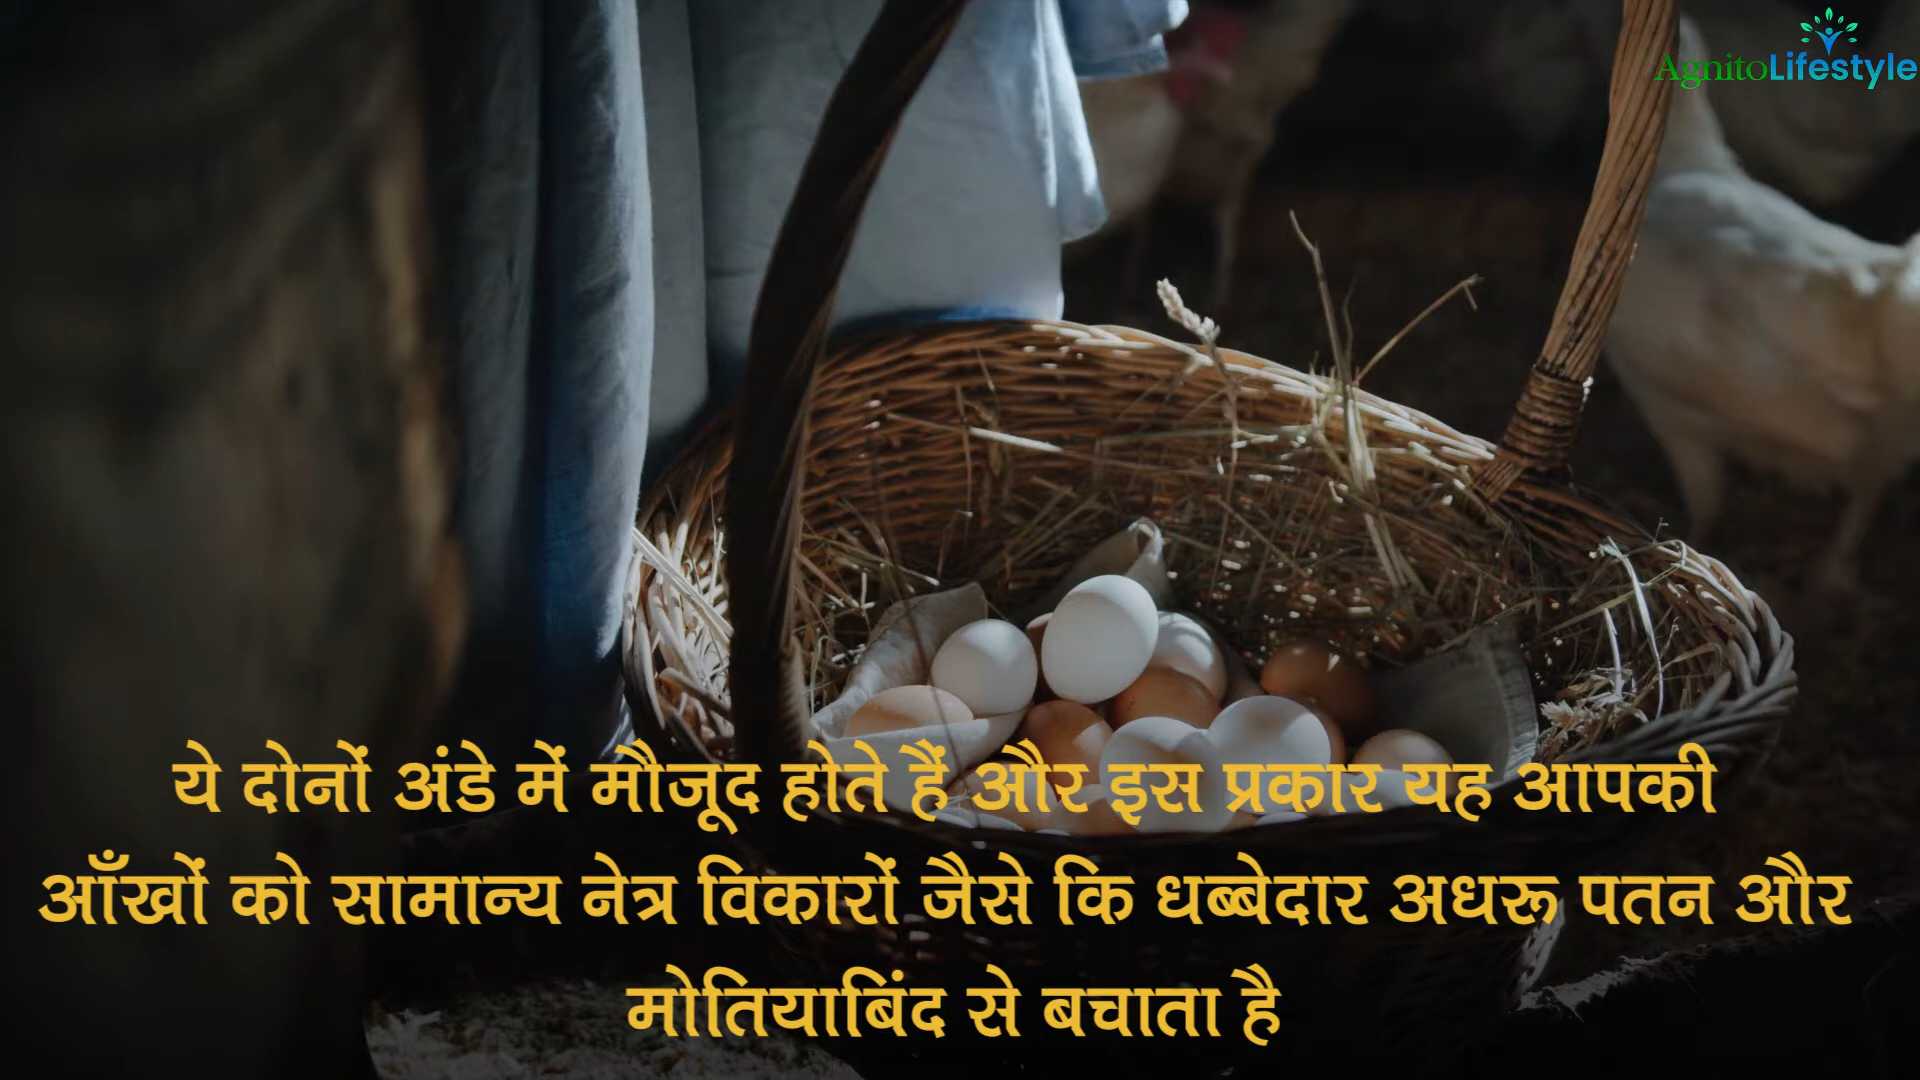 AgnitoLifestyle
ये दोनों अंडे में मौजूद होते हैं और इस प्रकार यह आपकी
आँखों को सामान्य नेत्र विकारों जैसे कि धब्बेदार अधरू पतन और
मोतियाबिंद से बचाता है